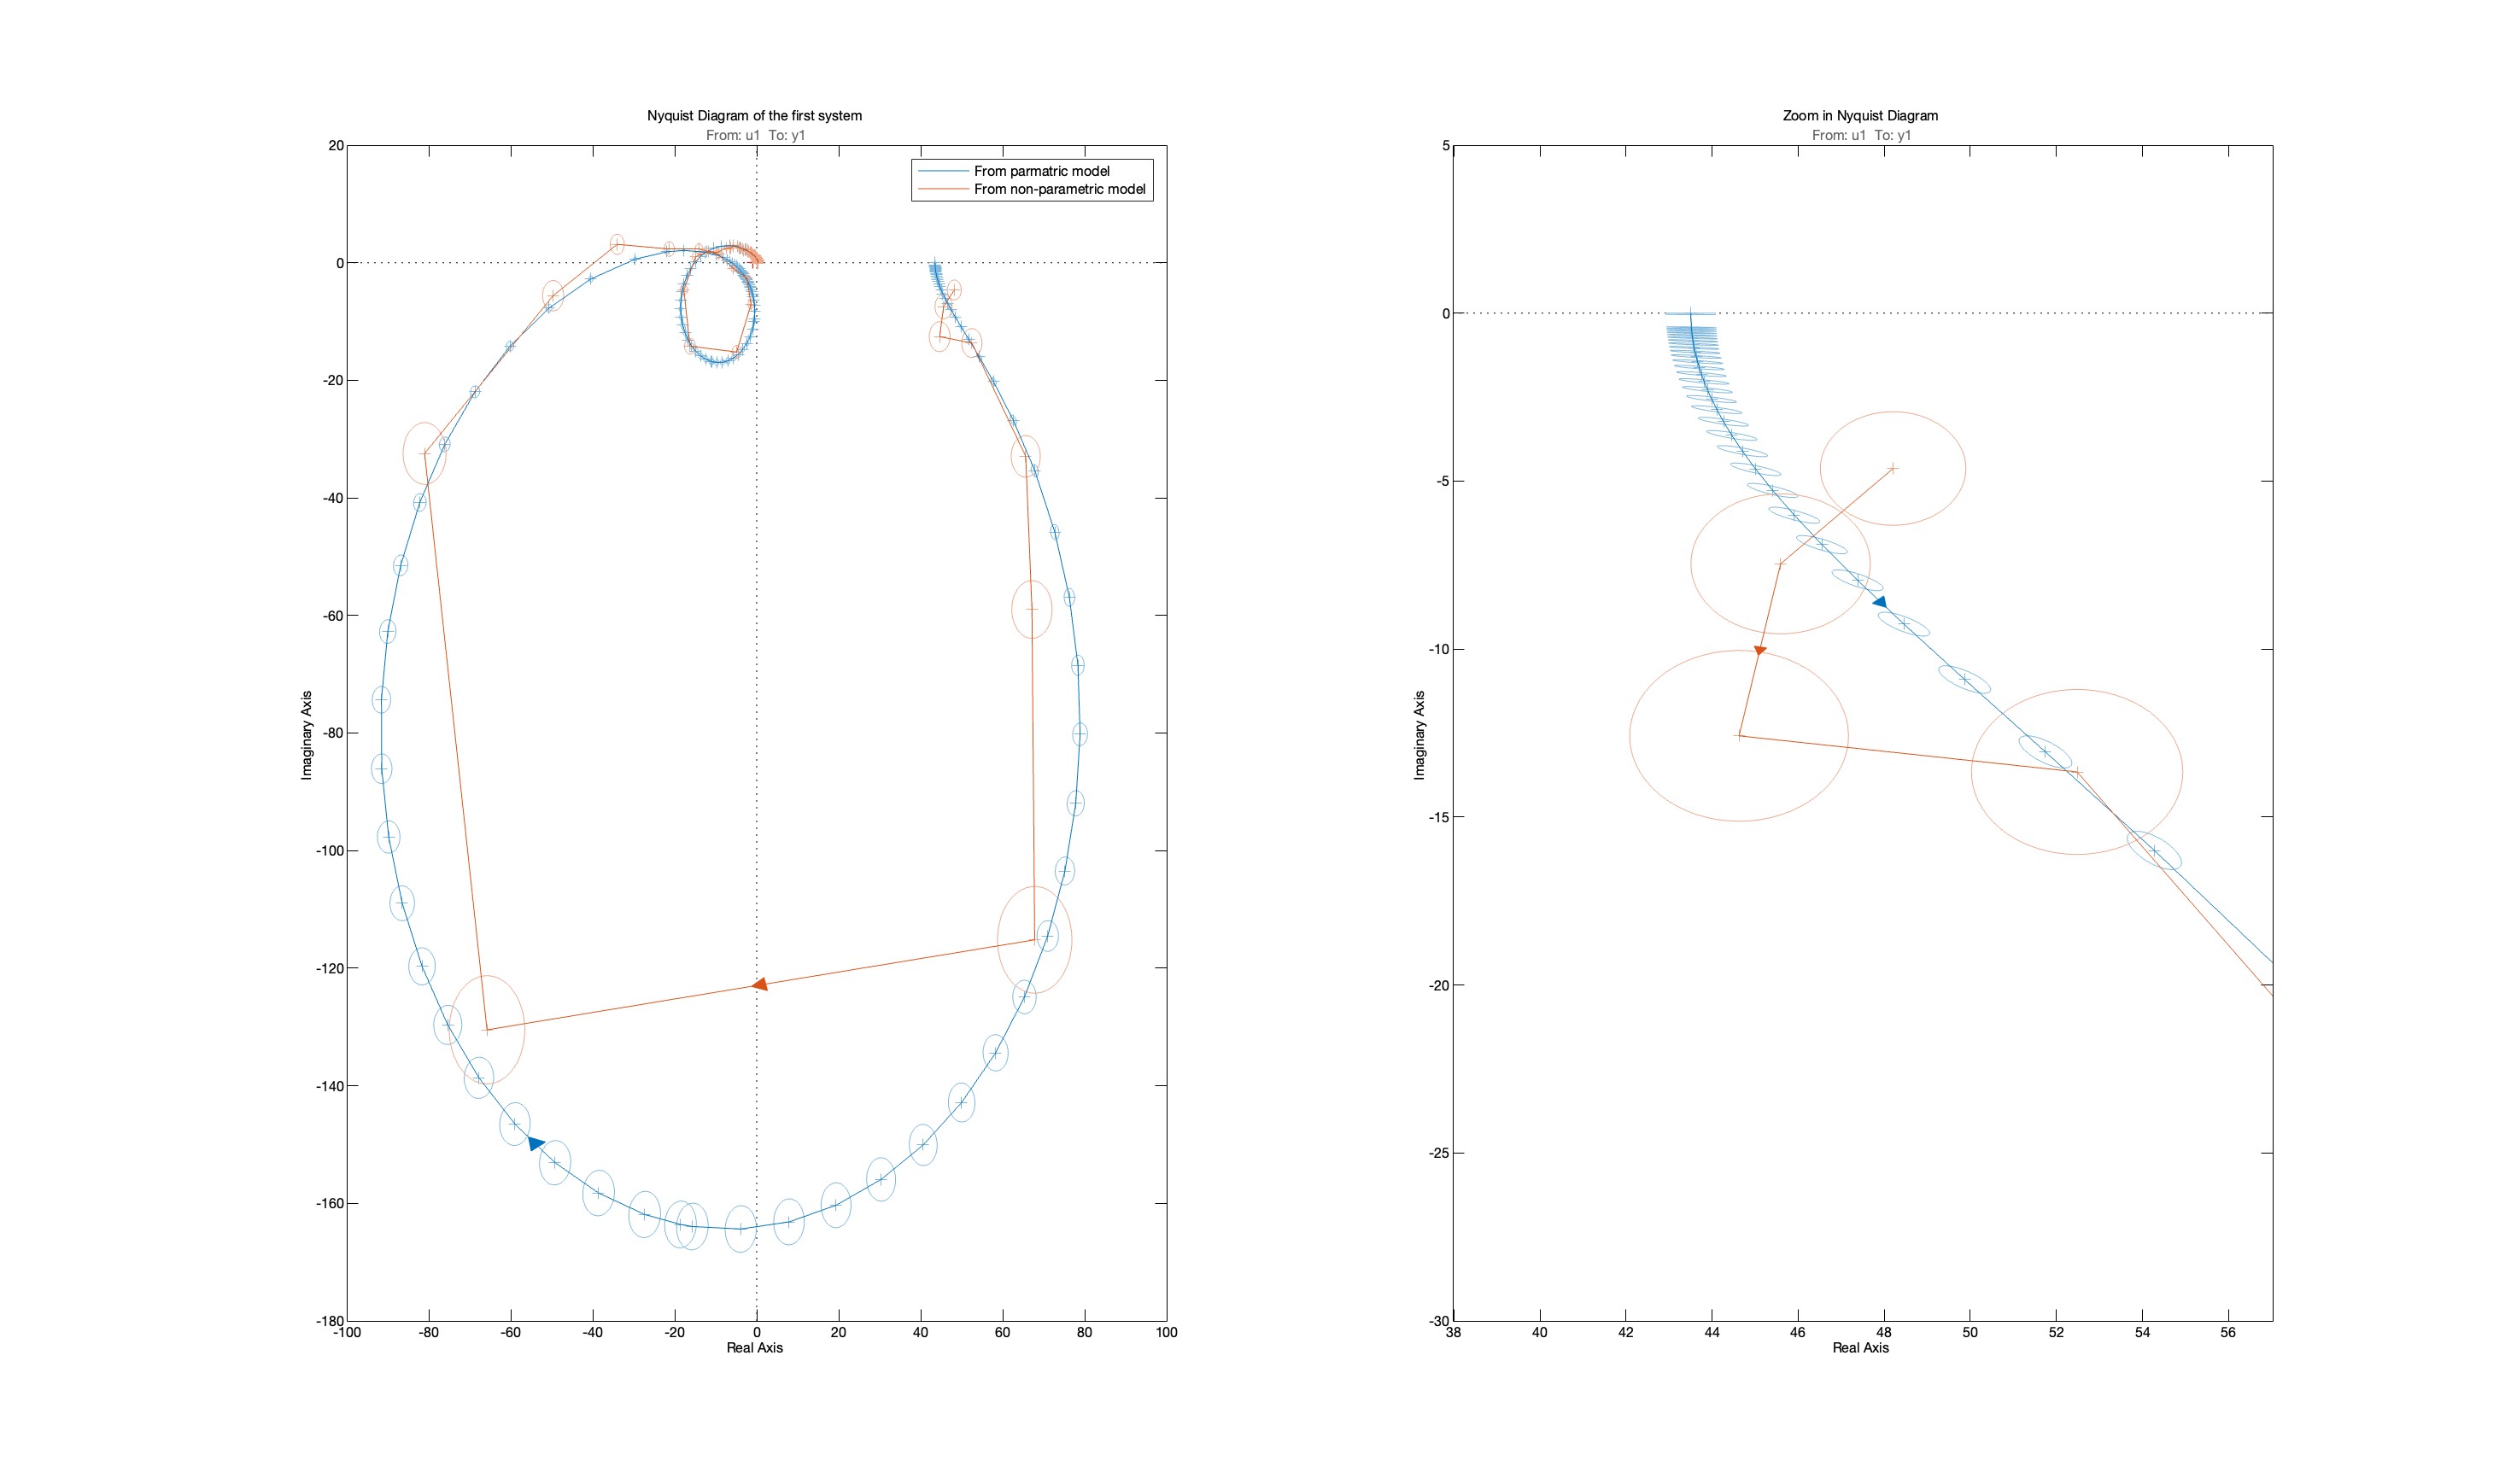 Nyquist Diagram of the first system
From: u1 To: y1
From parmatric model
From non-parametric model
20
0
-20
-40
-60
-80
-100
-120
-140
-160
-180
Imaginary Axis
-100 -80 -60 -40 -20 0 20 40 60 80 100
Real Axis
Zoom in Nyquist Diagram
From: u1 To: y1
5
0
-5
-10
-15
-20
-25
-30
Imaginary Axis
38 40 42 44 46 48 50 52 54 56
Real Axis